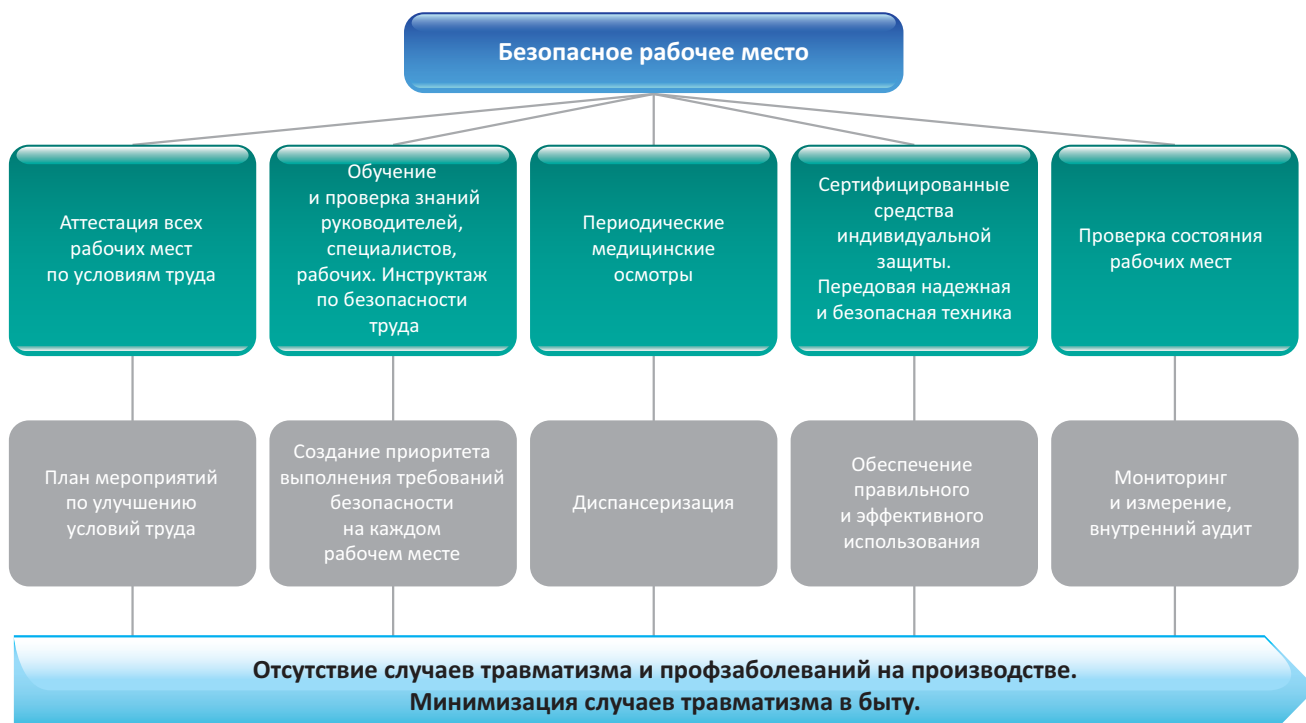 Безопасное рабочее место
Аттестация всех
рабочих мест
по условиям труда
Обучение
и проверка знаний
руководителей,
специалистов,
рабочих. Инструктаж
по безопасности
труда
Периодические
медицинские
осмотры
Сертифицированные
средства
индивидуальной
защиты.
Передовая надежная
и безопасная техника
Проверка состояния
рабочих мест
План мероприятий
по улучшению
условий труда
Создание приоритета
выполнения требований
безопасности
на каждом
рабочем месте
Диспансеризация
Обеспечение
правильного
и эффективного
использования
Мониторинг
и измерение,
внутренний аудит
Отсутствие случаев травматизма и профзаболеваний на производстве.
Минимизация случаев травматизма в быту.